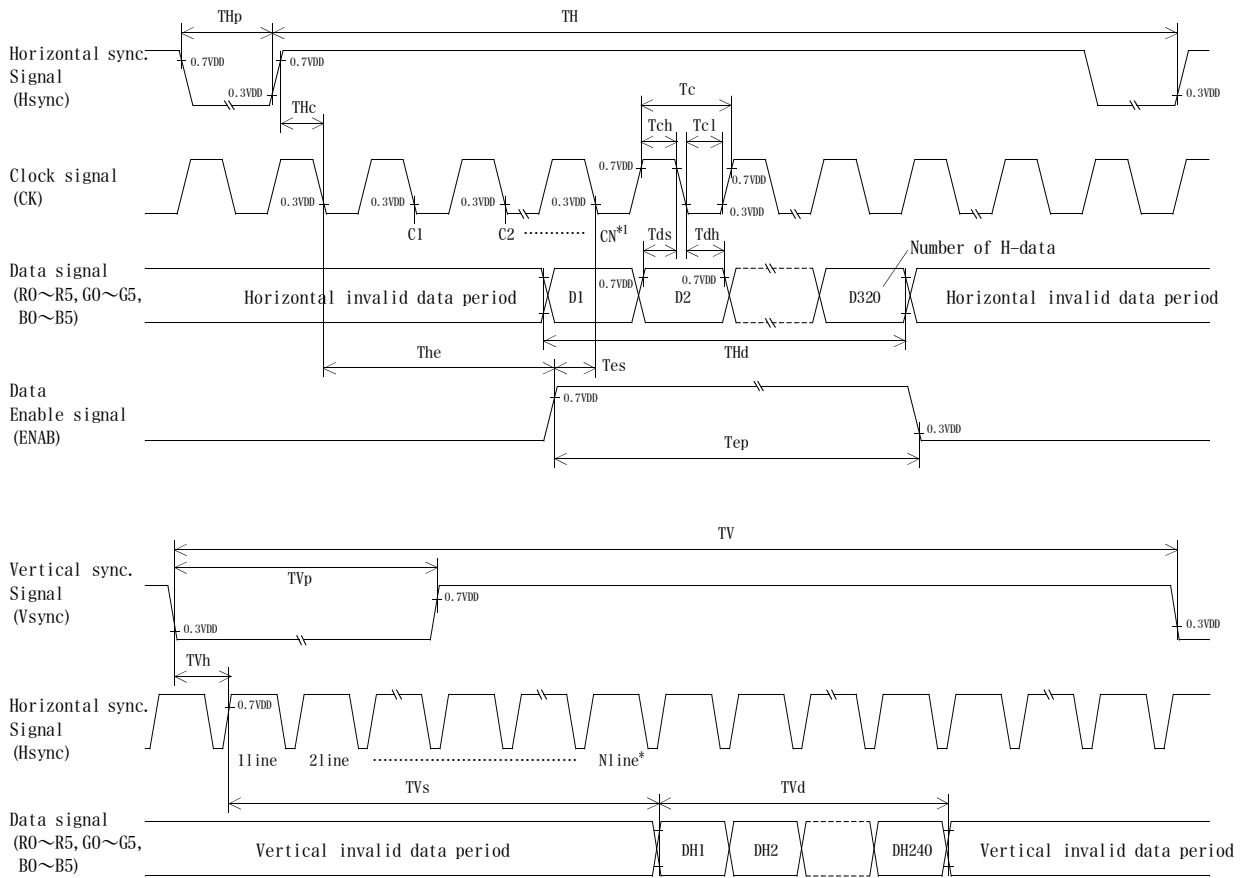 THp
TH
Horizontal sync.
Signal
(Hsync)
0.7VDD
0.3VDD
0.7VDD
0.3VDD
THc
Tc
Tch
Tcl
Clock signal
(CK)
0.3VDD
0.3VDD
0.3VDD
0.3VDD
0.7VDD
0.7VDD
0.3VDD
C1
C2
CN*1
Tds
Tdh
Number of H-data
Data signal
(R0～R5,G0～G5,
B0～B5)
Horizontal invalid data period
D1
0.7VDD
D2
0.7VDD
D320
Horizontal invalid data period
The
Tes
THd
Data
Enable signal
(ENAB)
0.7VDD
0.3VDD
Tep
TV
Vertical sync.
Signal
(Vsync)
TVp
0.3VDD
0.7VDD
0.3VDD
TVh
Horizontal sync.
Signal
(Hsync)
0.7VDD
1line
2line
Nline*
TVs
TVd
Data signal
(R0～R5,G0～G5,
B0～B5)
Vertical invalid data period
DH1
DH2
DH240
Vertical invalid data period